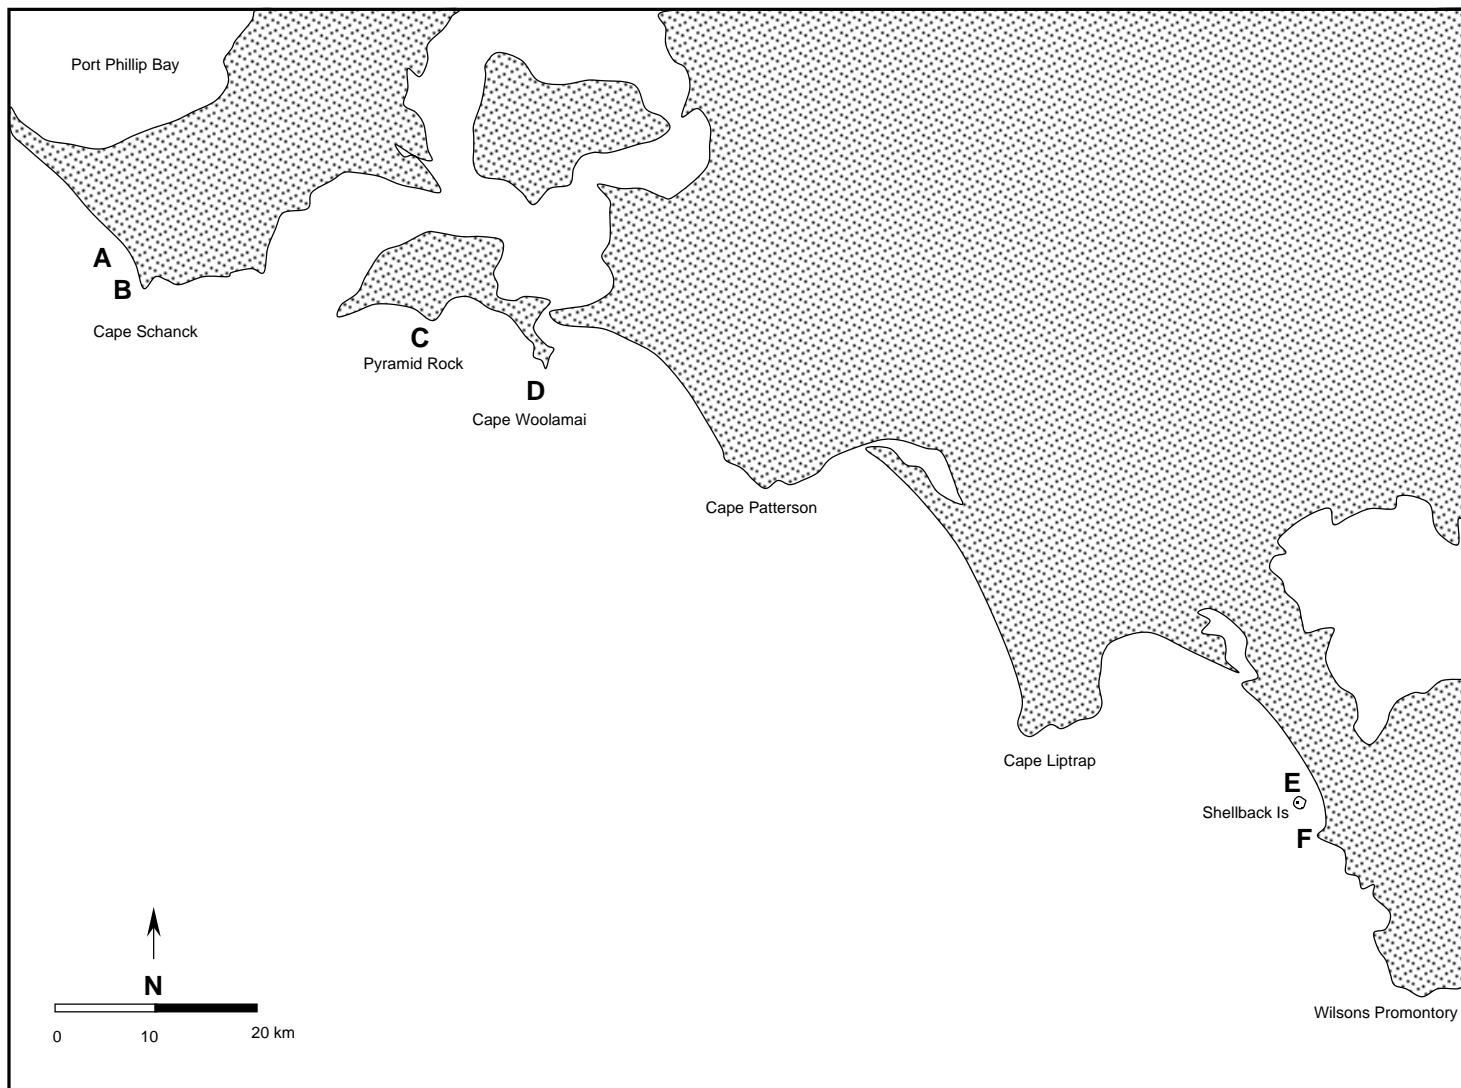 Port Phillip Bay
A
B
Cape Schanck
C
Pyramid Rock
D
Cape Woolamai
Cape Patterson
Cape Liptrap
E
Shellback Is
F
N
0 10 20 km
Wilsons Promontory